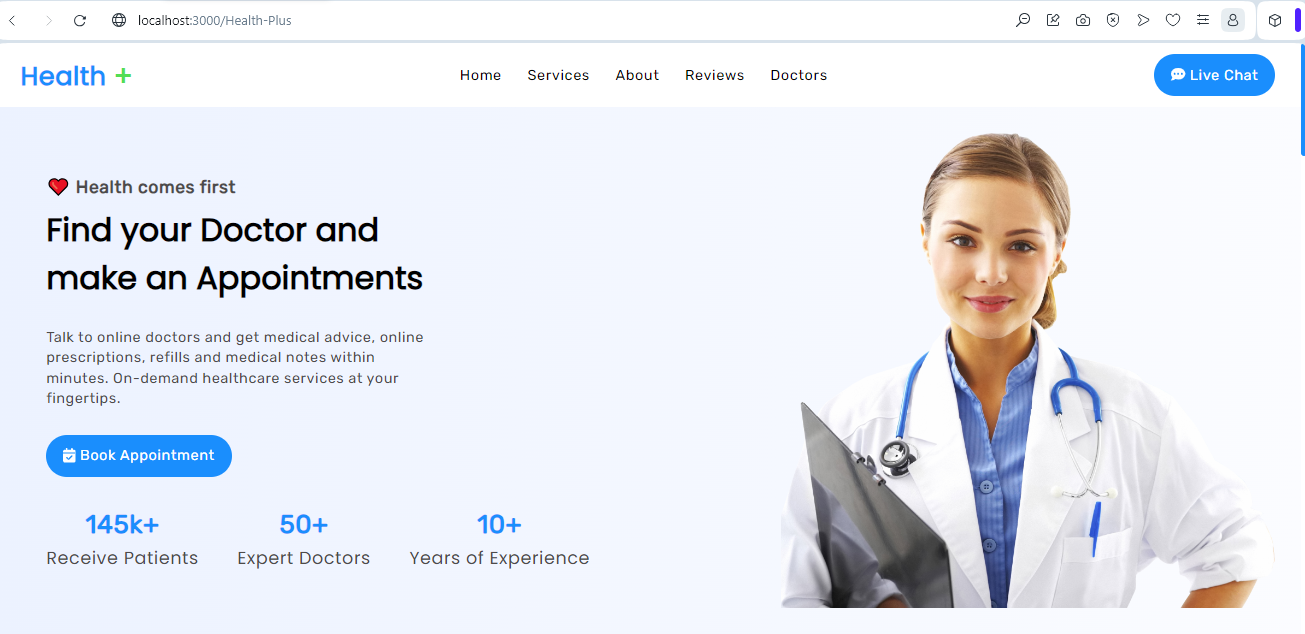 localhost:3000/Health-Plus
Health +
Home Services About Reviews Doctors
Live Chat
Health comes first
Find your Doctor and
make an Appointments
Talk to online doctors and get medical advice, online
prescriptions, refills and medical notes within
minutes. On-demand healthcare services at your
fingertips.
Book Appointment
145k+ 50+ 10+
Receive Patients Expert Doctors Years of Experience